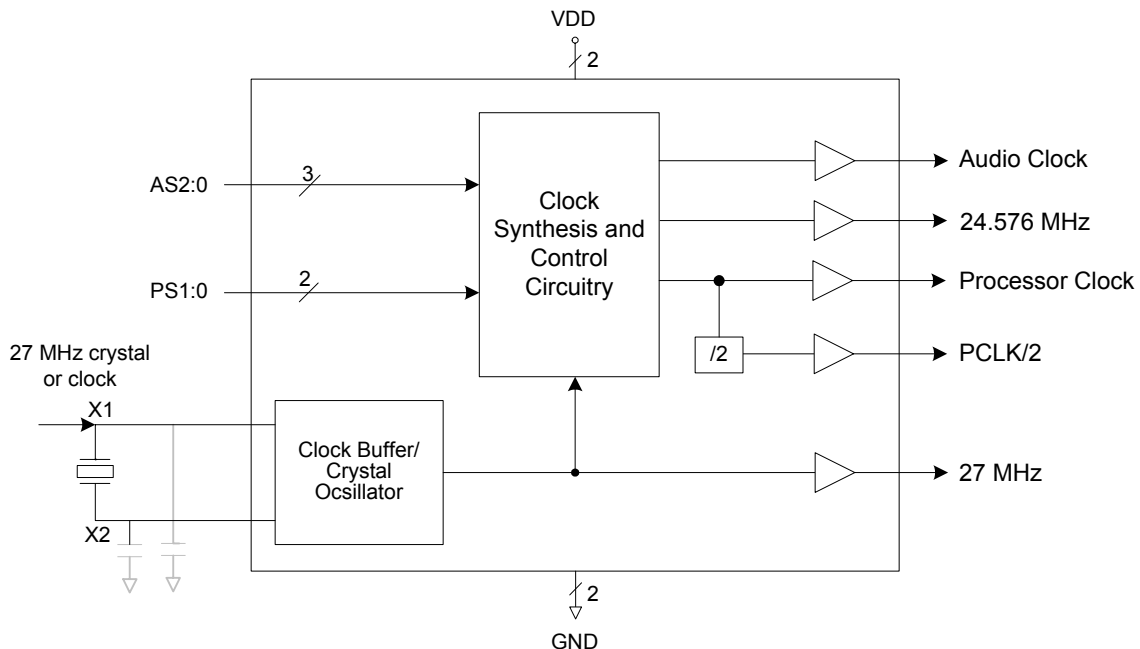 VDD
2
AS2:0
3
PS1:0
2
Clock
Synthesis and
Control
Circuitry
Audio Clock
24.576 MHz
Processor Clock
/2
PCLK/2
27 MHz crystal
or clock
X1
X2
Clock Buffer/
Crystal
Ocsillator
27 MHz
2
GND